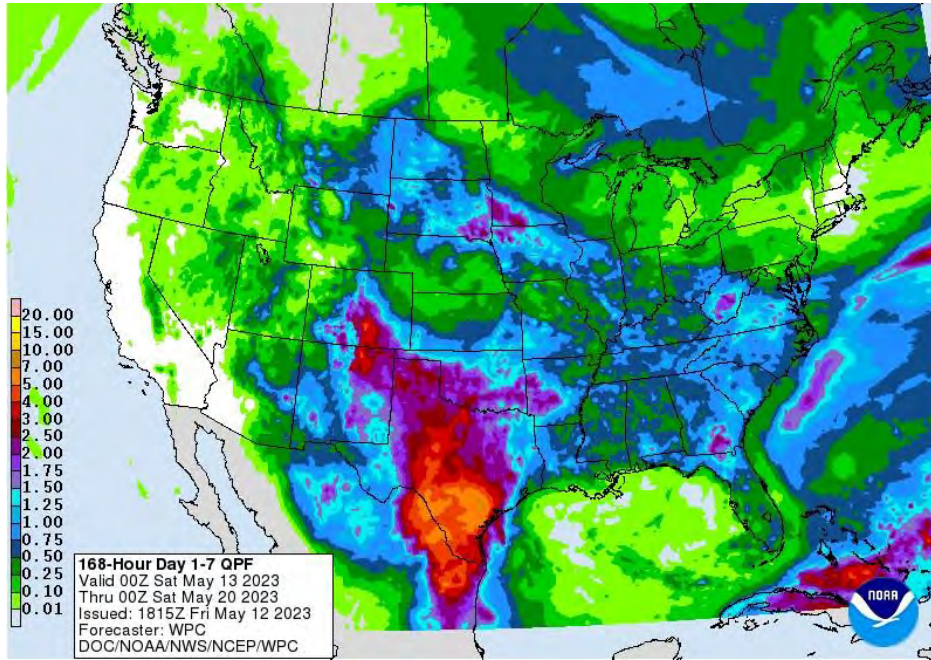 20.00
15.00
10.00
7.00
5.00
4.00
3.00
2.50
2.00
1.75
1.50
1.25
1.00
0.75
0.50
0.25
0.10
0.01
168-Hour Day 1-7 QPF
Valid 00Z Sat May 13 2023
Thru 00Z Sat May 20 2023
Issued: 1815Z Fri May 12 2023
Forecaster: WPC
DOC/NOAA/NWS/NCEP/WPC
NOAA